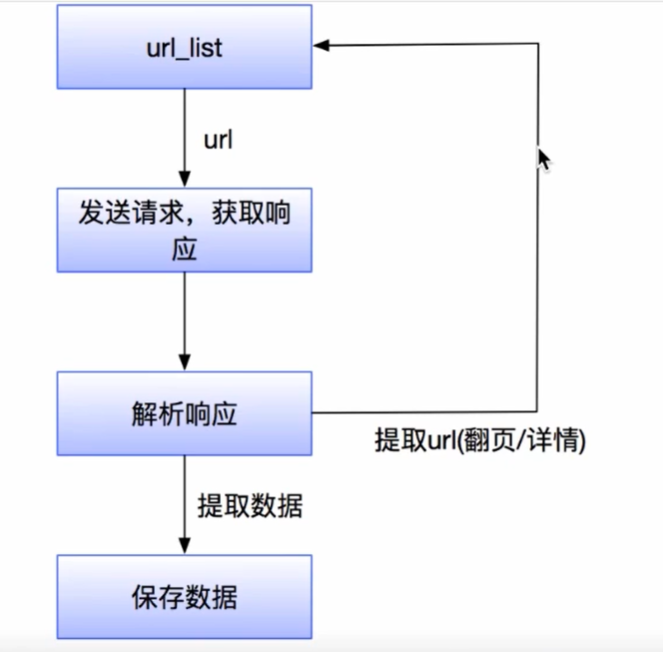 url_list
url
发送请求，获取响
应
解析响应
提取url(翻页/详情)
提取数据
保存数据